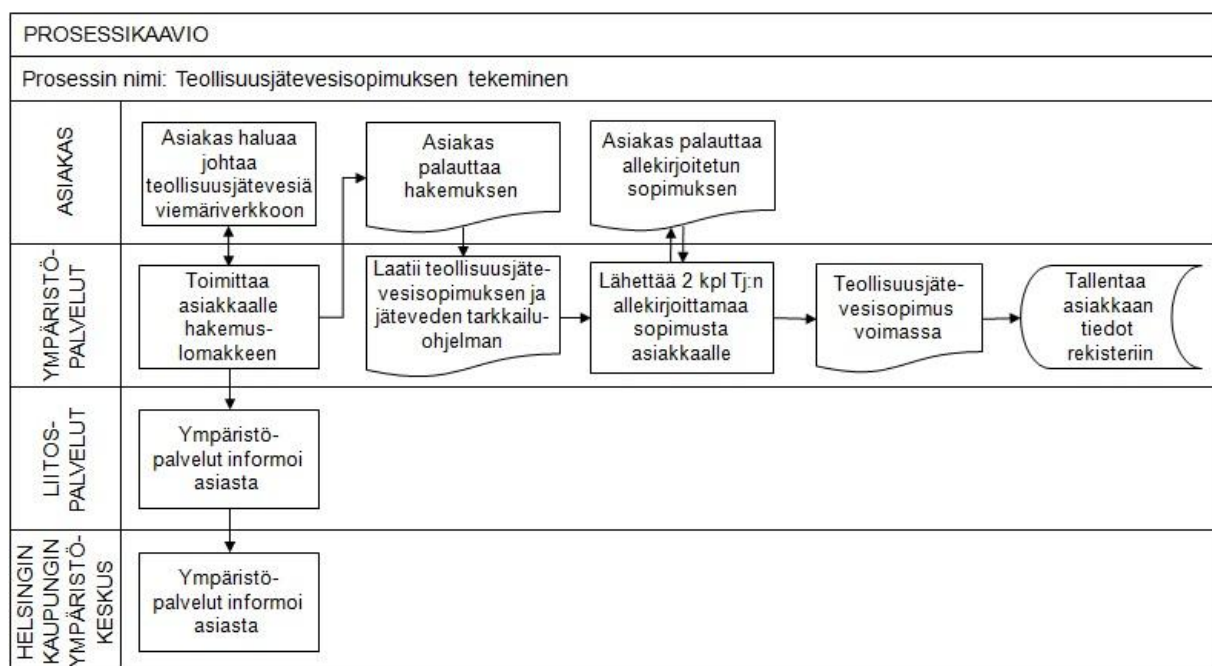 PROSESSIKAAVIO
Prosessin nimi: Teollisuusjätevesisopimuksen tekeminen
ASIAKAS
Asiakas haluaa
johtaa
teollisuusjätevesiä
viemäriverkkoon
Asiakas
palauttaa
hakemuksen
Asiakas palauttaa
allekirjoitetun
sopimuksen
YMPÄRISTÖ-
PALVELUT
Toimittaa
asiakkaalle
hakemus-
lomakkeen
Laatii teollisuusjäte-
vesisopimuksen ja
jäteveden tarkkailu-
ohjelman
Lähettää 2 kpl Tj:n
allekirjoittamaa
sopimusta
asiakkaalle
Teollisuusjäte-
vesisopimus
voimassa
Tallentaa
asiakkaan
tiedot
rekisteriin
LIITOS-
PALVELUT
Ympäristö-
palvelut informoi
asiasta
HELSINGIN
KAUPUNGIN
YMPÄRISTÖ-
KESKUS
Ympäristö-
palvelut informoi
asiasta